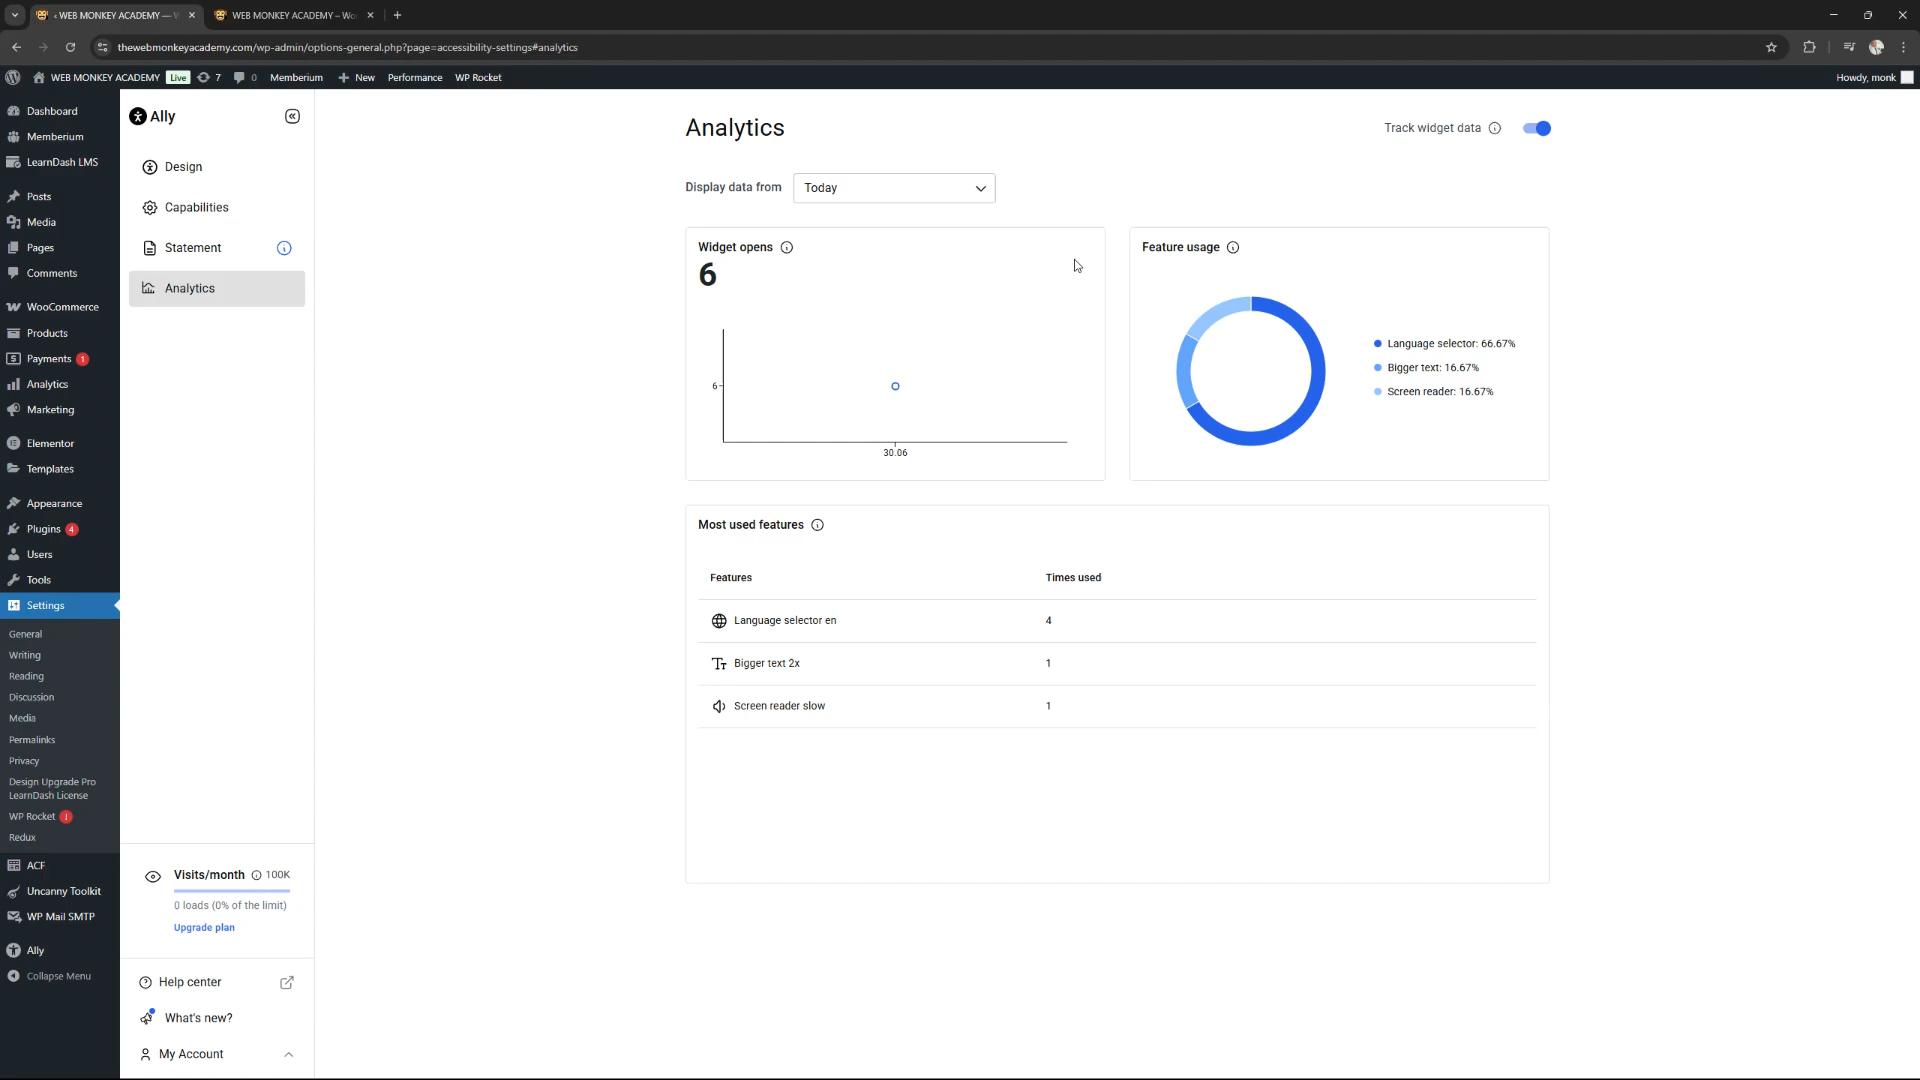 WEB MONKEY ACADEMY — W
WEB MONKEY ACADEMY – Wo
thewebmonkeyacademy.com/wp-admin/options-general.php?page=accessibility-settings#analytics
WEB MONKEY ACADEMY Live 7 0 Memberium New Performance WP Rocket Howdy, monk
Dashboard
Memberium
LearnDash LMS
Posts
Media
Pages
Comments
WooCommerce
Products
Payments 1
Analytics
Marketing
Elementor
Templates
Appearance
Plugins 4
Users
Tools
Settings
General
Writing
Reading
Discussion
Media
Permalinks
Privacy
Design Upgrade Pro
LearnDash License
WP Rocket !
Redux
ACF
Uncanny Toolkit
WP Mail SMTP
Ally
Collapse Menu
Ally
Design
Capabilities
Statement
Analytics
Visits/month 100K
0 loads (0% of the limit)
Upgrade plan
Help center
What's new?
My Account
Analytics
Track widget data
Display data from Today
Widget opens
6
6
30.06
Feature usage
Language selector: 66.67%
Bigger text: 16.67%
Screen reader: 16.67%
Most used features
Features Times used
Language selector en 4
Bigger text 2x 1
Screen reader slow 1